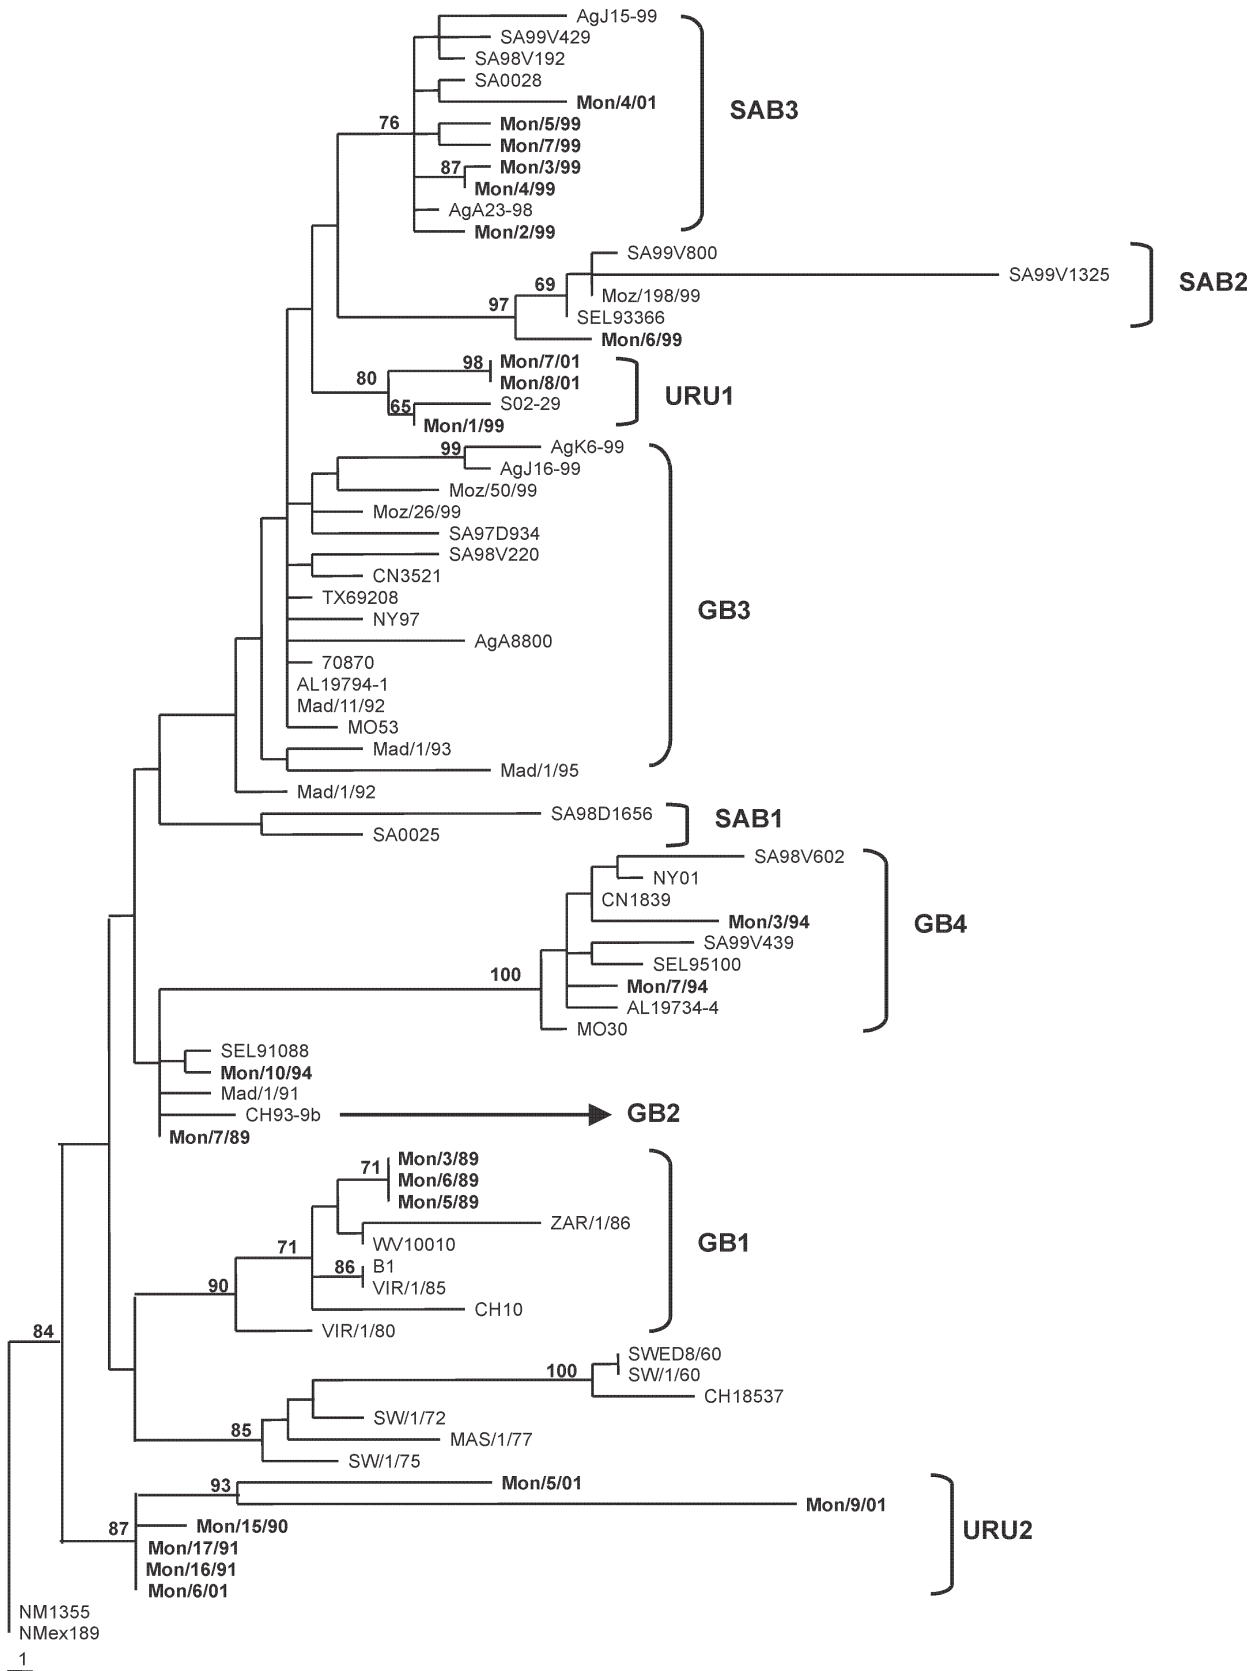 AgJ15-99
SA99V429
SA98V192
SA0028
Mon/4/01
SAB3
76
Mon/5/99
Mon/7/99
87
Mon/3/99
Mon/4/99
AgA23-98
Mon/2/99
SA99V800
SA99V1325
SAB2
69
Moz/198/99
97
SEL93366
Mon/6/99
98
Mon/7/01
80
Mon/8/01
URU1
65
S02-29
Mon/1/99
99
AgK6-99
AgJ16-99
Moz/50/99
Moz/26/99
SA97D934
SA98V220
CN3521
TX69208
GB3
NY97
AgA8800
70870
AL19794-1
Mad/11/92
MO53
Mad/1/93
Mad/1/95
Mad/1/92
SA98D1656
SAB1
SA0025
SA98V602
NY01
CN1839
Mon/3/94
GB4
SA99V439
SEL95100
100
Mon/7/94
AL19734-4
MO30
SEL91088
Mon/10/94
Mad/1/91
CH93-9b
GB2
Mon/7/89
71
Mon/3/89
Mon/6/89
Mon/5/89
ZAR/1/86
71
WV10010
GB1
86
B1
90
VIR/1/85
CH10
84
VIR/1/80
SWED8/60
100
SW/1/60
CH18537
SW/1/72
85
MAS/1/77
SW/1/75
93
Mon/5/01
Mon/9/01
87
Mon/15/90
URU2
Mon/17/91
Mon/16/91
Mon/6/01
NM1355
NMex189
1